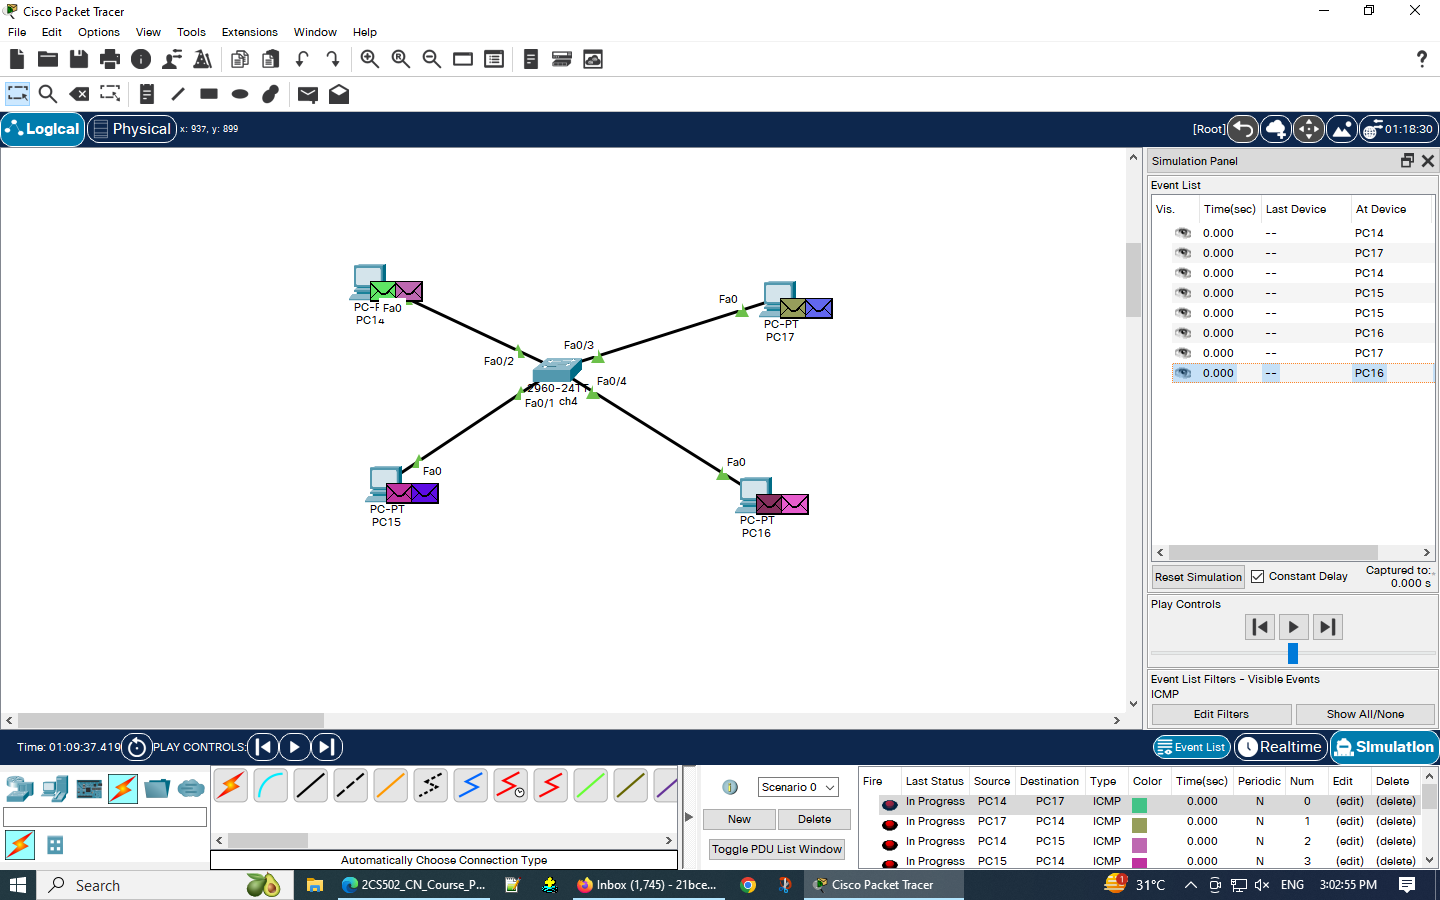 Cisco Packet Tracer
File Edit Options View Tools Extensions Window Help
Logical Physical x: 937, y: 899 [Root] 01:18:30
PC-P Fa0
PC14
Fa0
PC-PT
PC17
Fa0/2
Fa0/3
Fa0/4
2960-24TT
Fa0/1 ch4
Fa0
PC-PT
PC15
Fa0
PC-PT
PC16
Simulation Panel
Event List
Vis. Time(sec) Last Device At Device
0.000 -- PC14
0.000 -- PC17
0.000 -- PC14
0.000 -- PC15
0.000 -- PC15
0.000 -- PC16
0.000 -- PC17
0.000 -- PC16
Reset Simulation Constant Delay Captured to:
0.000 s
Play Controls
Event List Filters - Visible Events
ICMP
Edit Filters Show All/None
Time: 01:09:37.419 PLAY CONTROLS: Event List Realtime Simulation
Automatically Choose Connection Type
Scenario 0
New Delete
Toggle PDU List Window
Fire Last Status Source Destination Type Color Time(sec) Periodic Num Edit Delete
In Progress PC14 PC17 ICMP 0.000 N 0 (edit) (delete)
In Progress PC17 PC14 ICMP 0.000 N 1 (edit) (delete)
In Progress PC14 PC15 ICMP 0.000 N 2 (edit) (delete)
In Progress PC15 PC14 ICMP 0.000 N 3 (edit) (delete)
Search 2CS502_CN_Course_P... Inbox (1,745) - 21bce... Cisco Packet Tracer 1 31°C ENG 3:02:55 PM